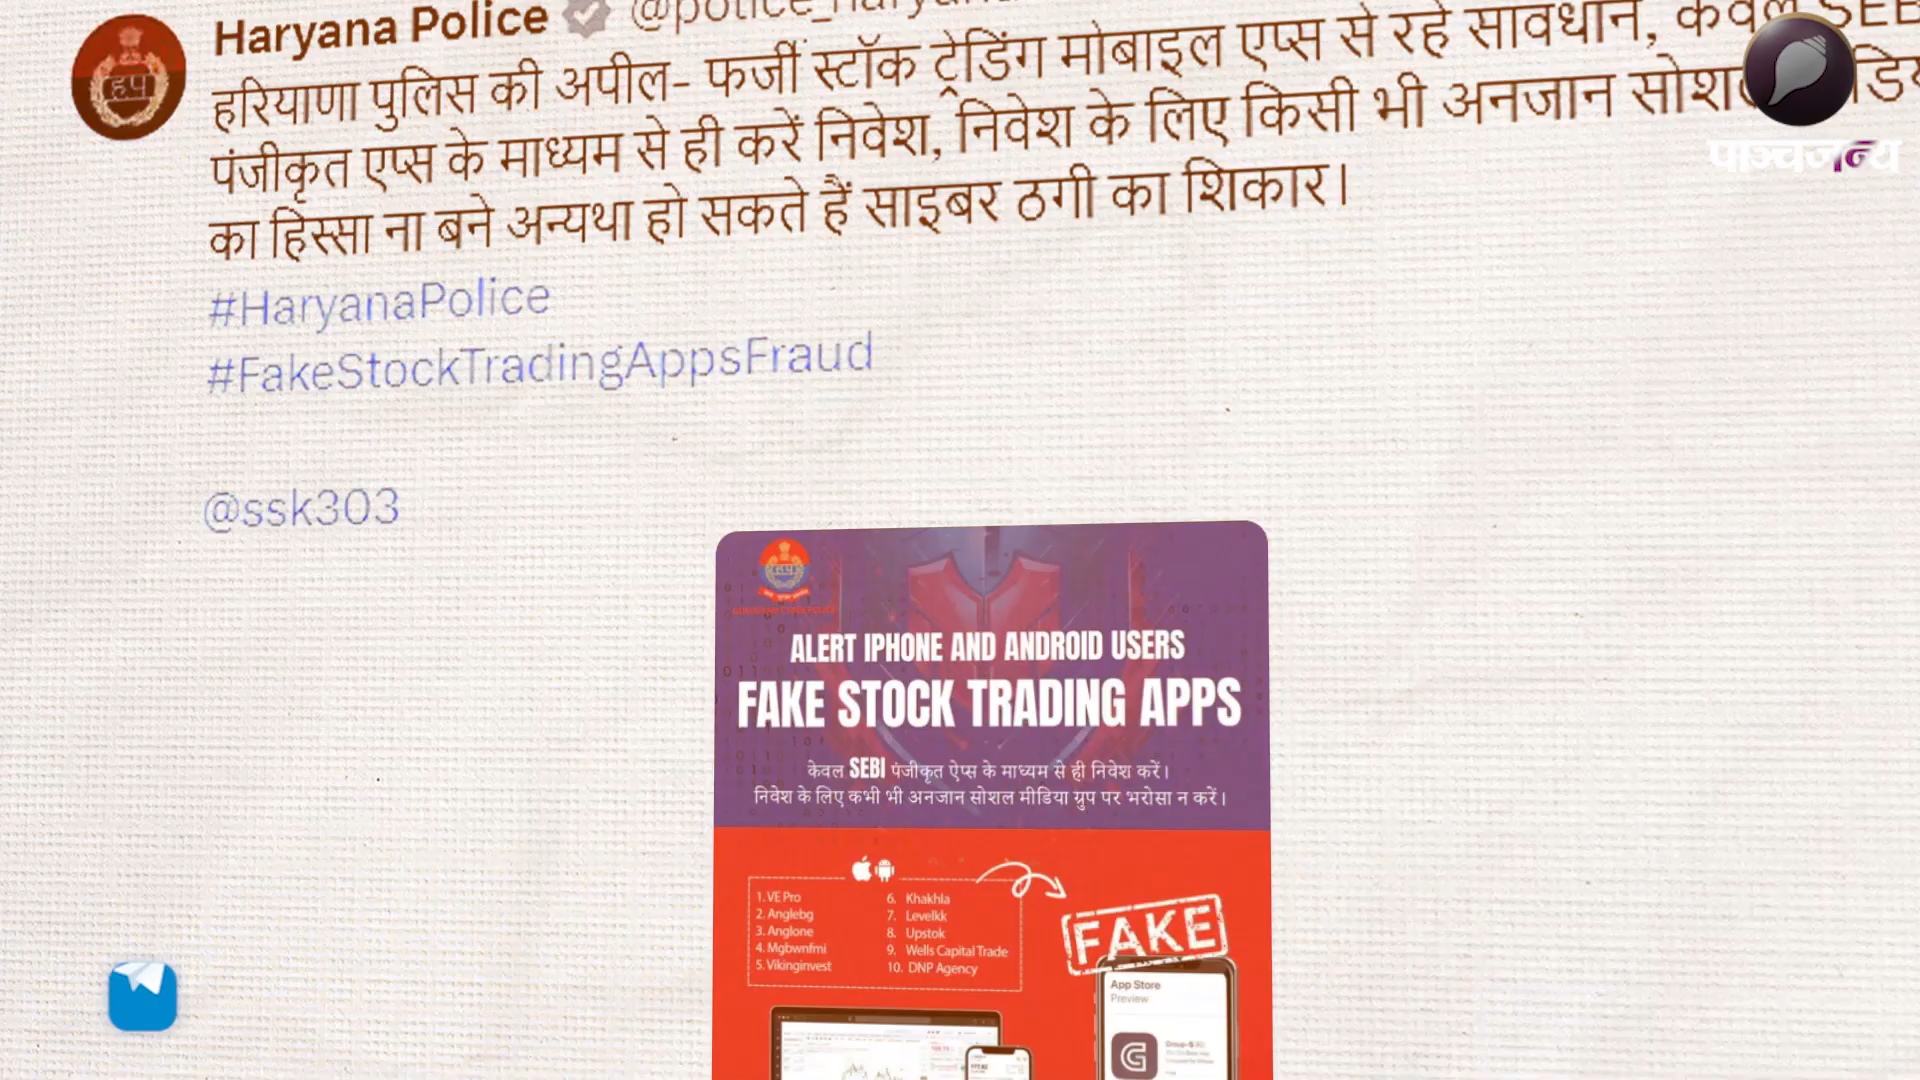 Haryana Police
हरियाणा पुलिस की अपील- फर्जी स्टॉक ट्रेडिंग मोबाइल एप्स से रहे सावधान, केवल
पंजीकृत एप्स के माध्यम से ही करें निवेश, निवेश के लिए किसी भी अनजान
का हिस्सा ना बने अन्यथा हो सकते हैं साइबर ठगी का शिकार।
#HaryanaPolice
#FakeStockTradingAppsFraud
@ssk303
पाञ्चजन्य
ह.पु.
ALERT IPHONE AND ANDROID USERS
FAKE STOCK TRADING APPS
केवल SEBI पंजीकृत ऐप्स के माध्यम से ही निवेश करें।
निवेश के लिए कभी भी अनजान सोशल मीडिया ग्रुप पर भरोसा न करें।
1. VE Pro
2. Anglebg
3. Anglone
4. Mgbwnfmi
5. Vikinginvest
6. Khakhla
7. Levelkk
8. Upstok
9. Wells Capital Trade
10. DNP Agency
FAKE
App Store
Preview